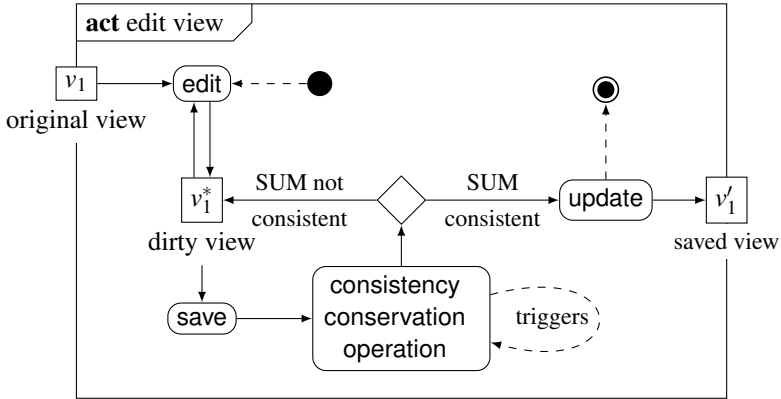 act edit view
v₁
edit
original view
SUM not
SUM
v₁*
update
v₁′
consistent
consistent
dirty view
saved view
consistency
save
conservation
triggers
operation